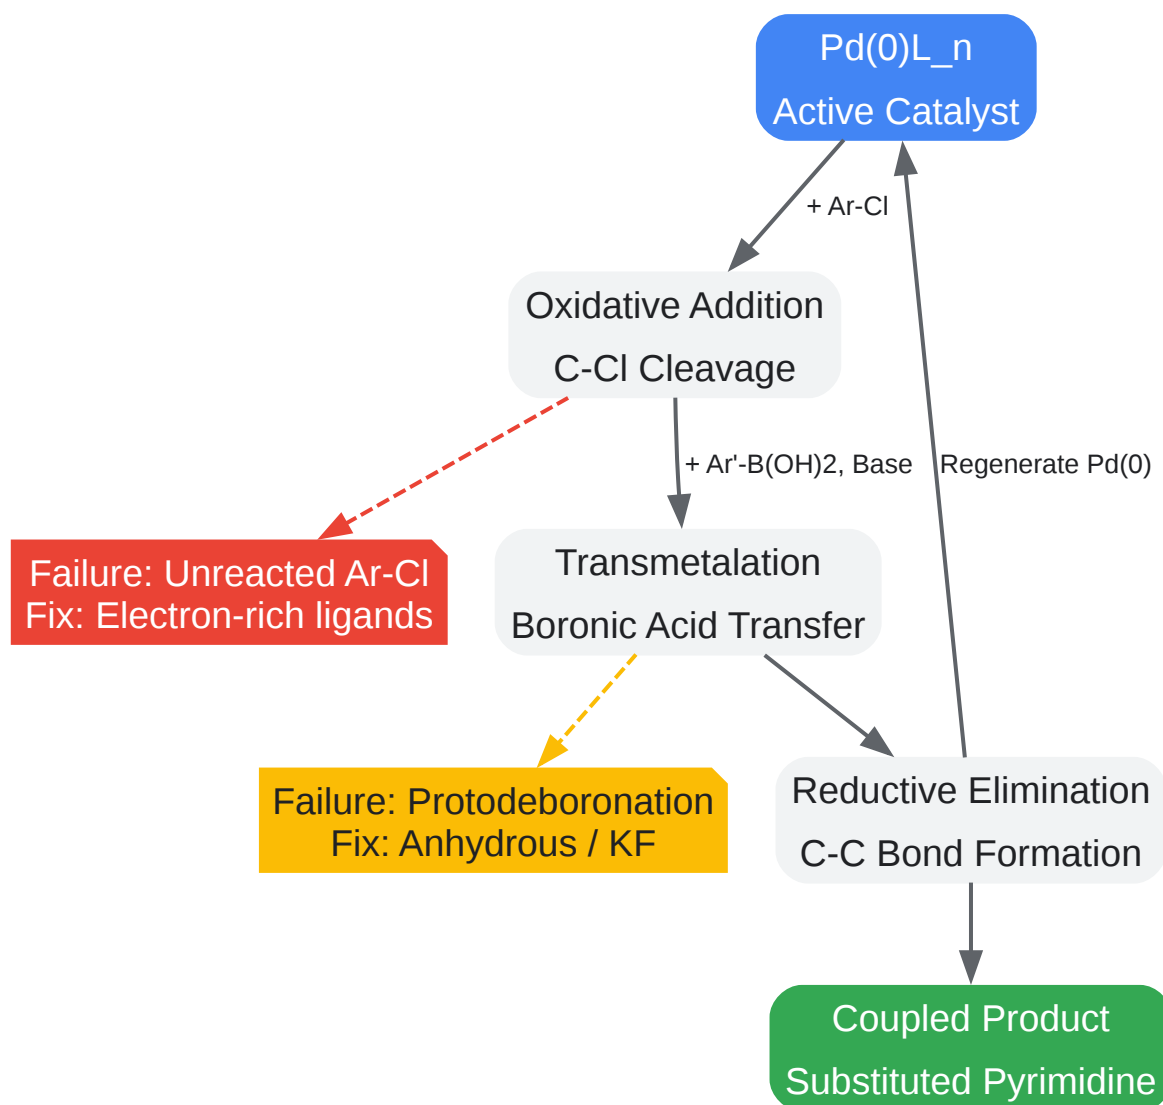 Pd(0)L_n
Active Catalyst
+ Ar-Cl
Oxidative Addition
C-Cl Cleavage
+ Ar'-B(OH)2, Base
Regenerate Pd(0)
Failure: Unreacted Ar-Cl
Fix: Electron-rich ligands
Transmetalation
Boronic Acid Transfer
Failure: Protodeboronation
Fix: Anhydrous / KF
Reductive Elimination
C-C Bond Formation
Coupled Product
Substituted Pyrimidine